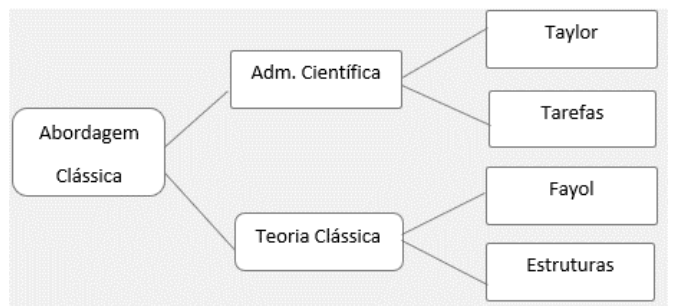 Abordagem
Clássica
Adm. Científica
Taylor
Tarefas
Teoria Clássica
Fayol
Estruturas